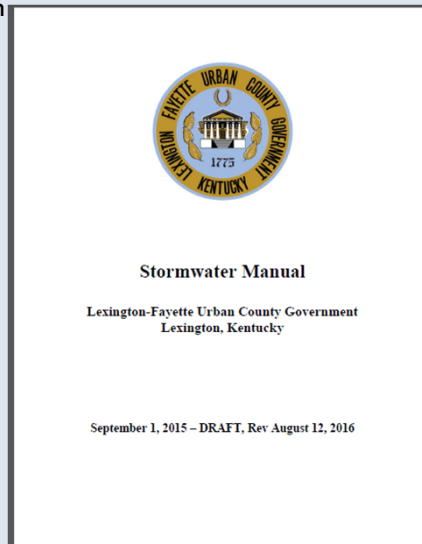 n
LEXINGTON FAYETTE URBAN COUNTY GOVERNMENT
1775
KENTUCKY
Stormwater Manual
Lexington-Fayette Urban County Government
Lexington, Kentucky
September 1, 2015 – DRAFT, Rev August 12, 2016